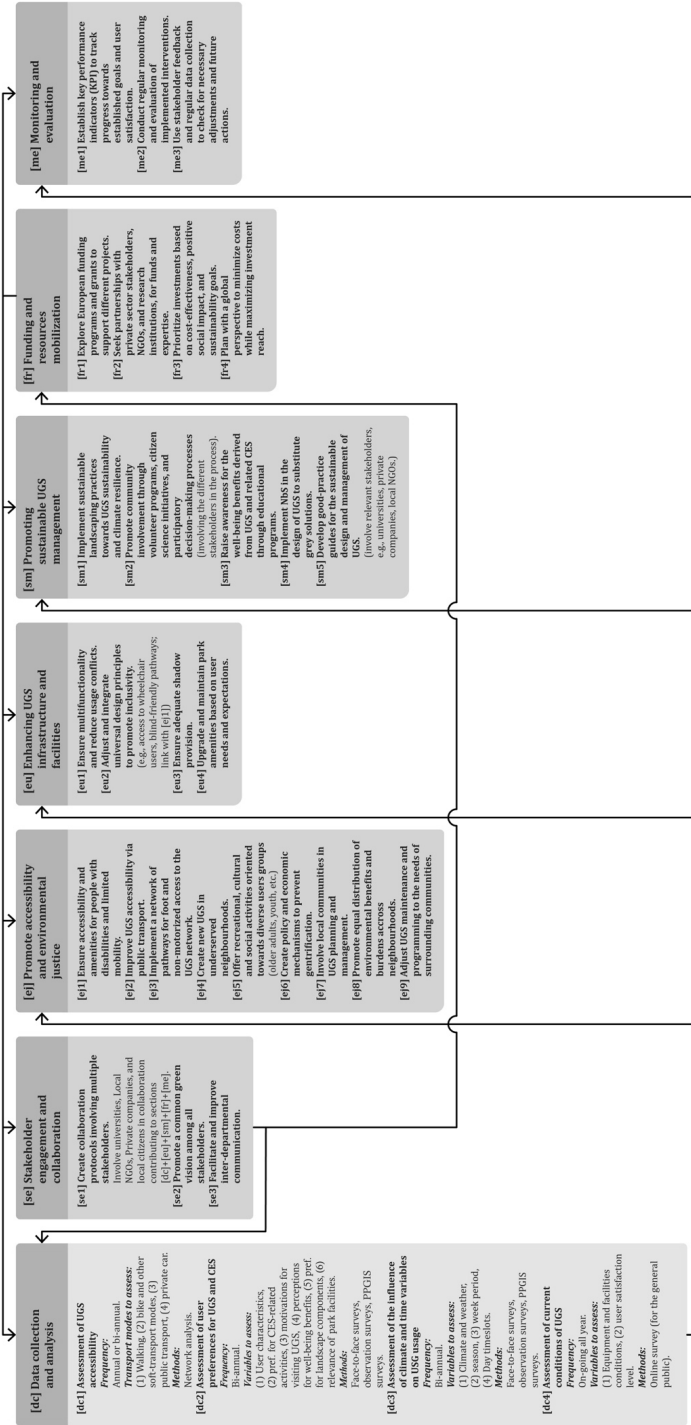 [dc] Data collection
and analysis
[dc1] Assessment of UGS
accessibility
Frequency:
Annual or bi-annual.
Transport modes to assess:
(1) Walking, (2) bike and other
soft-transport modes, (3)
public transport, (4) private car.
Methods:
Network analysis.
[dc2] Assessment of user
preferences for UGS and CES
Frequency:
Bi-annual.
Variables to assess:
(1) User characteristics,
(2) pref. for CES-related
activities, (3) motivations for
visiting UGS, (4) perceptions
for well-being benefits, (5) pref.
for landscape components, (6)
relevance of park facilities.
Methods:
Face-to-face surveys,
observation surveys, PPGIS
surveys.
[dc3] Assessment of the influence
of climate and time variables
on USG usage
Frequency:
Bi-annual.
Variables to assess:
(1) Climate and weather,
(2) season, (3) week period,
(4) Day timeslots.
Methods:
Face-to-face surveys,
observation surveys, PPGIS
surveys.
[dc4] Assessment of current
conditions of UGS
Frequency:
On-going all year.
Variables to assess:
(1) Equipment and facilities
conditions, (2) user satisfaction
level.
Methods:
Online survey (for the general
public).
[se] Stakeholder
engagement and
collaboration
[se1] Create collaboration
protocols involving multiple
stakeholders.
Involve universities, Local
NGOs, Private companies, and
local citizens in collaboration
contributing to sections
[dc]+[eu]+[sm]+[fr]+[me].
[se2] Promote a common green
vision among all
stakeholders.
[se3] Facilitate and improve
inter-departmental
communication.
[ej] Promote accessibility
and environmental
justice
[ej1] Ensure accessibility and
amenities for people with
disabilities and limited
mobility.
[ej2] Improve UGS accessibility via
public transport.
[ej3] Implement a network of
pathways for foot and
non-motorized access to the
UGS network.
[ej4] Create new UGS in
underserved
neighbourhoods.
[ej5] Offer recreational, cultural
and social activities oriented
towards diverse users groups
(older adults, youth, etc.)
[ej6] Create policy and economic
mechanisms to prevent
gentrification.
[ej7] Involve local communities in
UGS planning and
management.
[ej8] Promote equal distribution of
environmental benefits and
burdens accross
neighbourhoods.
[ej9] Adjust UGS maintenance and
programming to the needs of
surrounding communities.
[eu] Enhancing UGS
infrastructure and
facilities
[eu1] Ensure multifunctionality
and reduce usage conflicts.
[eu2] Adjust and integrate
universal design principles
to promote inclusivity.
(e.g., access to wheelchair
users, blind-friendly pathways;
link with [ej1])
[eu3] Ensure adequate shadow
provision.
[eu4] Upgrade and maintain park
amenities based on user
needs and expectations.
[sm] Promoting
sustainable UGS
management
[sm1] Implement sustainable
landscaping practices
towards UGS sustainability
and climate resilience.
[sm2] Promote community
involvement through
volunteer programs, citizen
science initiatives, and
participatory
decision-making processes
(involving the different
stakeholders in the process).
[sm3] Raise awareness for the
well-being benefits derived
from UGS and related CES
through educational
programs.
[sm4] Implement NbS in the
design of UGS to substitute
grey solutions.
[sm5] Develop good-practice
guides for the sustainable
design and management of
UGS.
(involve relevant stakeholders,
e.g., universities, private
companies, local NGOs.)
[fr] Funding and
resources
mobilization
[fr1] Explore European funding
programs and grants to
support different projects.
[fr2] Seek partnerships with
private sector stakeholders,
NGOs, and research
institutions, for funds and
expertise.
[fr3] Prioritize investments based
on cost-effectiveness, positive
social impact, and
sustainability goals.
[fr4] Plan with a global
perspective to minimize costs
while maximizing investment
reach.
[me] Monitoring and
evaluation
[me1] Establish key performance
indicators (KPI) to track
progress towards
established goals and user
satisfaction.
[me2] Conduct regular monitoring
and evaluation of
implemented interventions.
[me3] Use stakeholder feedback
and regular data collection
to check for necessary
adjustments and future
actions.